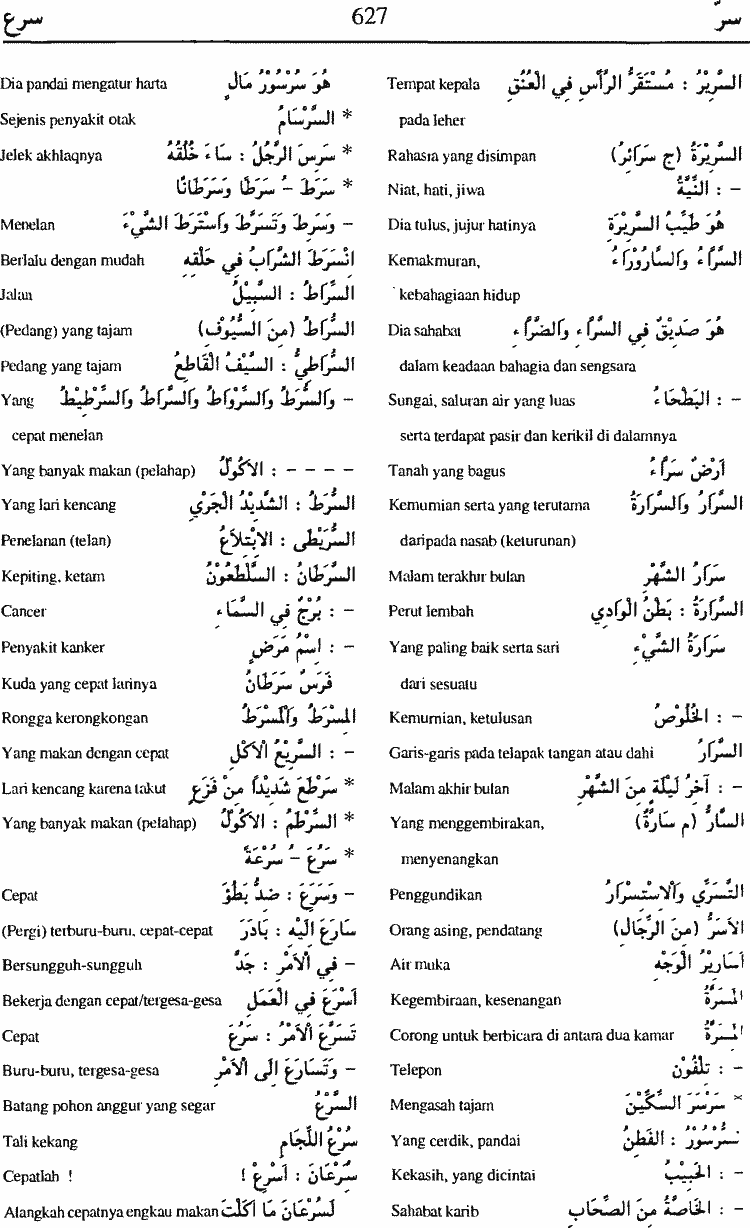 سرّ 627 سرع
السَّرِيْرُ : مُسْتَقَرُّ الرَّأْسِ فِي الْعُنُقِ Tempat kepala
pada leher
السَّرِيْرَةُ (ج سَرَائِرُ) Rahasia yang disimpan
– : النِّيَّةُ Niat, hati, jiwa
هُوَ طَيِّبُ السَّرِيْرَةِ Dia tulus, jujur hatinya
السَّرَّاءُ وَالسَّارُوْرَاءُ Kemakmuran,
kebahagiaan hidup
هُوَ صَدِيْقٌ فِي السَّرَّاءِ وَالضَّرَّاءِ Dia sahabat
dalam keadaan bahagia dan sengsara
– : البَطْحَاءُ Sungai, saluran air yang luas
serta terdapat pasir dan kerikil di dalamnya
أَرْضٌ سَرَّاءُ Tanah yang bagus
السَّرَارُ وَالسَّرَارَةُ Kemurnian serta yang terutama
daripada nasab (keturunan)
سَرَارُ الشَّهْرِ Malam terakhir bulan
السَّرَارَةُ : بَطْنُ الْوَادِي Perut lembah
سَرَارَةُ الشَّيْءِ Yang paling baik serta sari
dari sesuatu
– : الخُلُوْصُ Kemurnian, ketulusan
السِّرَارُ Garis-garis pada telapak tangan atau dahi
– : آخِرُ لَيْلَةٍ مِنَ الشَّهْرِ Malam akhir bulan
السَّارُّ (م سَارَّةٌ) Yang menggembirakan,
menyenangkan
التَّسَرِّي وَالاسْتِسْرَارُ Penggundikan
الاَسَرُّ (مِنَ الرِّجَالِ) Orang asing, pendatang
أَسَارِيْرُ الْوَجْهِ Air muka
المَسَرَّةُ Kegembiraan, kesenangan
المِسَرَّةُ Corong untuk berbicara di antara dua kamar
– : تِلْفُوْن Telepon
* سَرْسَرَ السِّكِّيْنَ Mengasah tajam
السُّرْسُوْرُ : الفَطِنُ Yang cerdik, pandai
– : الحَبِيْبُ Kekasih, yang dicintai
– : الخَاصَّةُ مِنَ الصِّحَابِ Sahabat karib
هُوَ سُرْسُوْرُ مَالٍ Dia pandai mengatur harta
* السِّرْسَامُ Sejenis penyakit otak
* سَرِسَ الرَّجُلُ : سَاءَ خُلُقُهُ Jelek akhlaqnya
* سَرَطَ – ُ سَرْطًا وَسَرَطَانًا
– وَسَرِطَ وَتَسَرَّطَ وَاسْتَرَطَ الشَّيْءَ Menelan
انْسَرَطَ الشَّرَابُ فِي حَلْقِهِ Berlalu dengan mudah
السِّرَاطُ : السَّبِيْلُ Jalan
السُّرَاطُ (مِنَ السُّيُوْفِ) (Pedang) yang tajam
السُّرَاطِيُّ : السَّيْفُ الْقَاطِعُ Pedang yang tajam
– وَالسُّرَطُ وَالسِّرْوَاطُ وَالسَّرَّاطُ وَالسَّرْطِيْطُ Yang
cepat menelan
– – – – : الاَكُوْلُ Yang banyak makan (pelahap)
السُّرَطُ : الشَّدِيْدُ الْجَرْيِ Yang lari kencang
السُّرَّيْطَى : الابْتِلاَعُ Penelanan (telan)
السَّرَطَانُ : السَّلْطَعُوْنُ Kepiting, ketam
– : بُرْجٌ فِي السَّمَاءِ Cancer
– : اسْمُ مَرَضٍ Penyakit kanker
فَرَسٌ سَرَطَانٌ Kuda yang cepat larinya
المَسْرَطُ وَالْمِسْرَطُ Rongga kerongkongan
– : السَّرِيْعُ الأَكْلِ Yang makan dengan cepat
* سَرْطَعَ شَدِيْدًا مِنْ فَزَعٍ Lari kencang karena takut
* السَّرْطَمُ : الاَكُوْلُ Yang banyak makan (pelahap)
* سَرُعَ – ُ سُرْعَةً
– وَسَرِعَ : ضِدُّ بَطُؤَ Cepat
سَارَعَ اِلَيْهِ : بَادَرَ (Pergi) terburu-buru, cepat-cepat
– فِي الاَمْرِ : جَدَّ Bersungguh-sungguh
أَسْرَعَ فِي الْعَمَلِ Bekerja dengan cepat/tergesa-gesa
تَسَرَّعَ الأَمْرُ : سَرُعَ Cepat
– وَتَسَارَعَ اِلَى الأَمْرِ Buru-buru, tergesa-gesa
السَّرْعُ Batang pohon anggur yang segar
سُرْعُ اللِّجَامِ Tali kekang
سُرْعَانَ : أَسْرِعْ ! Cepatlah !
لَسُرْعَانَ مَا أَكَلْتَ Alangkah cepatnya engkau makan